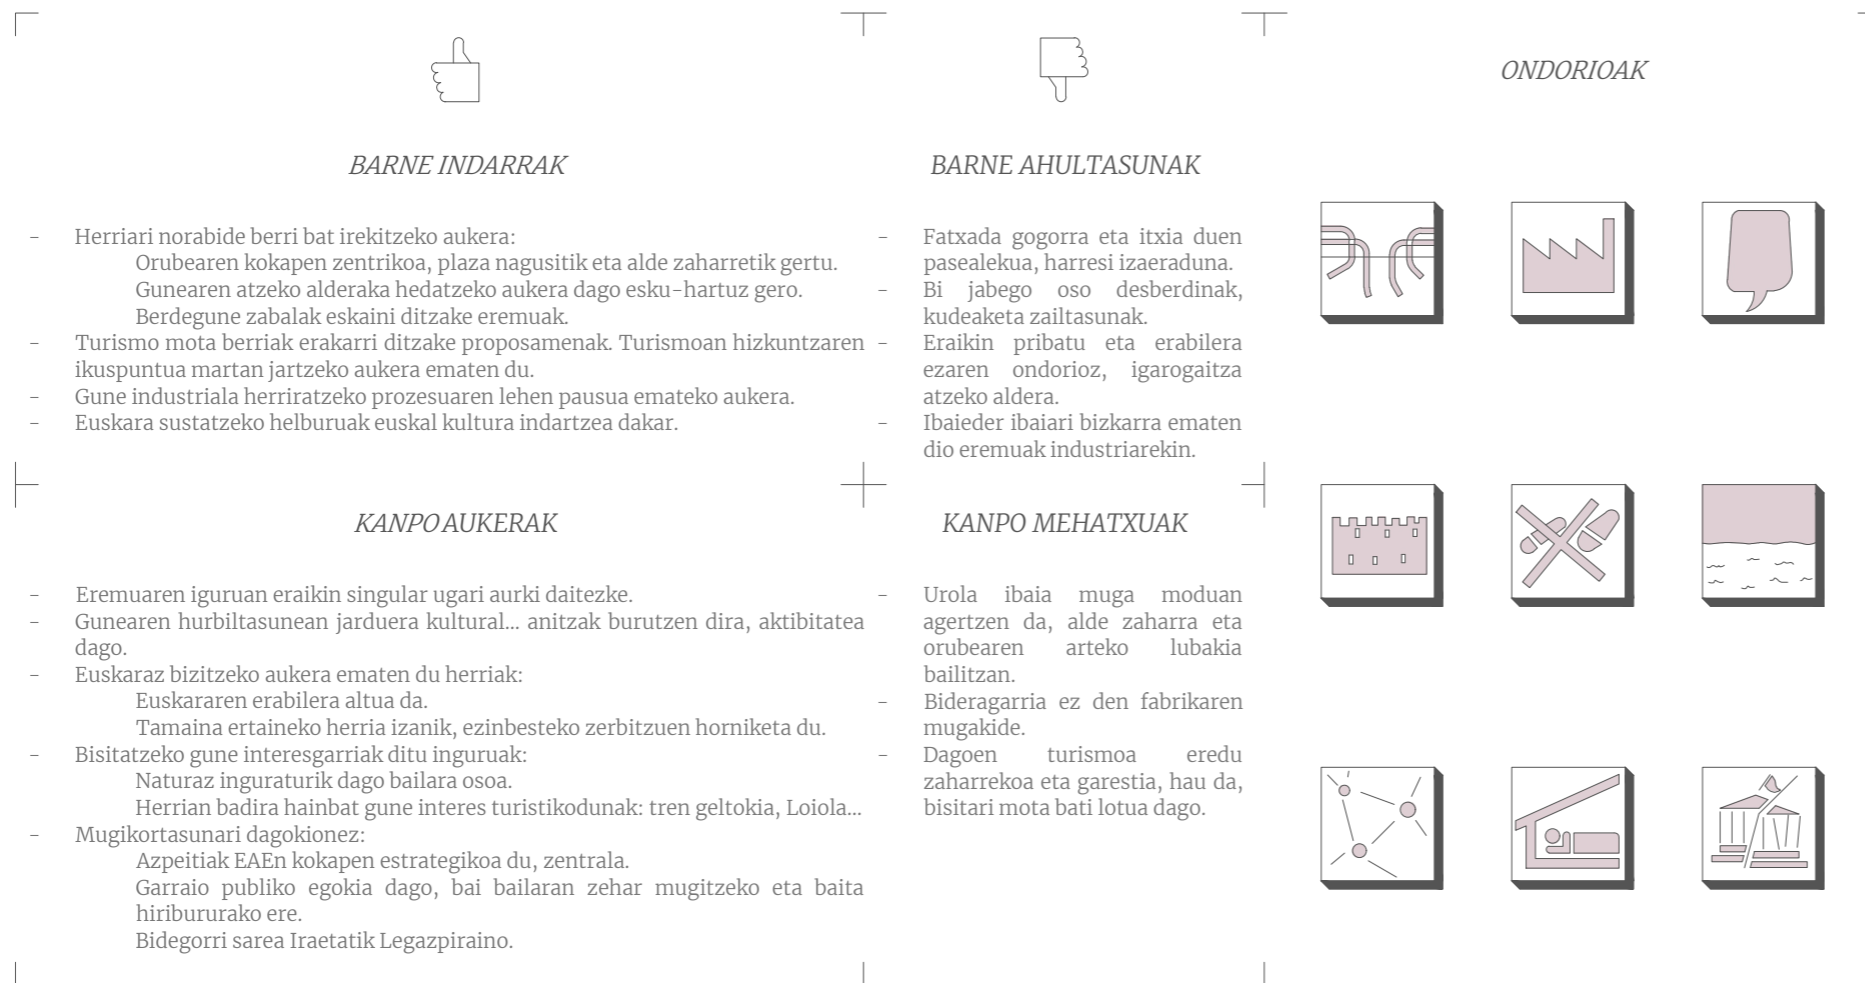 BARNE INDARRAK
- Herriari norabide berri bat irekitzeko aukera:
Orubearen kokapen zentrikoa, plaza nagusitik eta alde zaharretik gertu.
Gunearen atzeko alderaka hedatzeko aukera dago esku-hartuz gero.
Berdegune zabalak eskaini ditzake eremuak.
- Turismo mota berriak erakarri ditzake proposamenak. Turismoan hizkuntzaren
ikuspuntua martan jartzeko aukera ematen du.
- Gune industriala herriratzeko prozesuaren lehen pausua emateko aukera.
- Euskara sustatzeko helburuak euskal kultura indartzea dakar.
BARNE AHULTASUNAK
- Fatxada gogorra eta itxia duen
pasealekua, harresi izaeraduna.
- Bi jabego oso desberdinak,
kudeaketa zailtasunak.
- Eraikin pribatu eta erabilera
ezaren ondorioz, igarogaitza
atzeko aldera.
- Ibaieder ibaiari bizkarra ematen
dio eremuak industriarekin.
KANPO AUKERAK
- Eremuaren iguruan eraikin singular ugari aurki daitezke.
- Gunearen hurbiltasunean jarduera kultural... anitzak burutzen dira, aktibitatea
dago.
- Euskaraz bizitzeko aukera ematen du herriak:
Euskararen erabilera altua da.
Tamaina ertaineko herria izanik, ezinbesteko zerbitzuen horniketa du.
- Bisitatzeko gune interesgarriak ditu inguruak:
Naturaz inguraturik dago bailara osoa.
Herrian badira hainbat gune interes turistikodunak: tren geltokia, Loiola...
- Mugikortasunari dagokionez:
Azpeitiak EAEn kokapen estrategikoa du, zentrala.
Garraio publiko egokia dago, bai bailaran zehar mugitzeko eta baita
hiribururako ere.
Bidegorri sarea Iraetatik Legazpiraino.
KANPO MEHATXUAK
- Urola ibaia muga moduan
agertzen da, alde zaharra eta
orubearen arteko lubakia
bailitzan.
- Bideragarria ez den fabrikaren
mugakide.
- Dagoen turismoa eredu
zaharrekoa eta garestia, hau da,
bisitari mota bati lotua dago.
ONDORIOAK